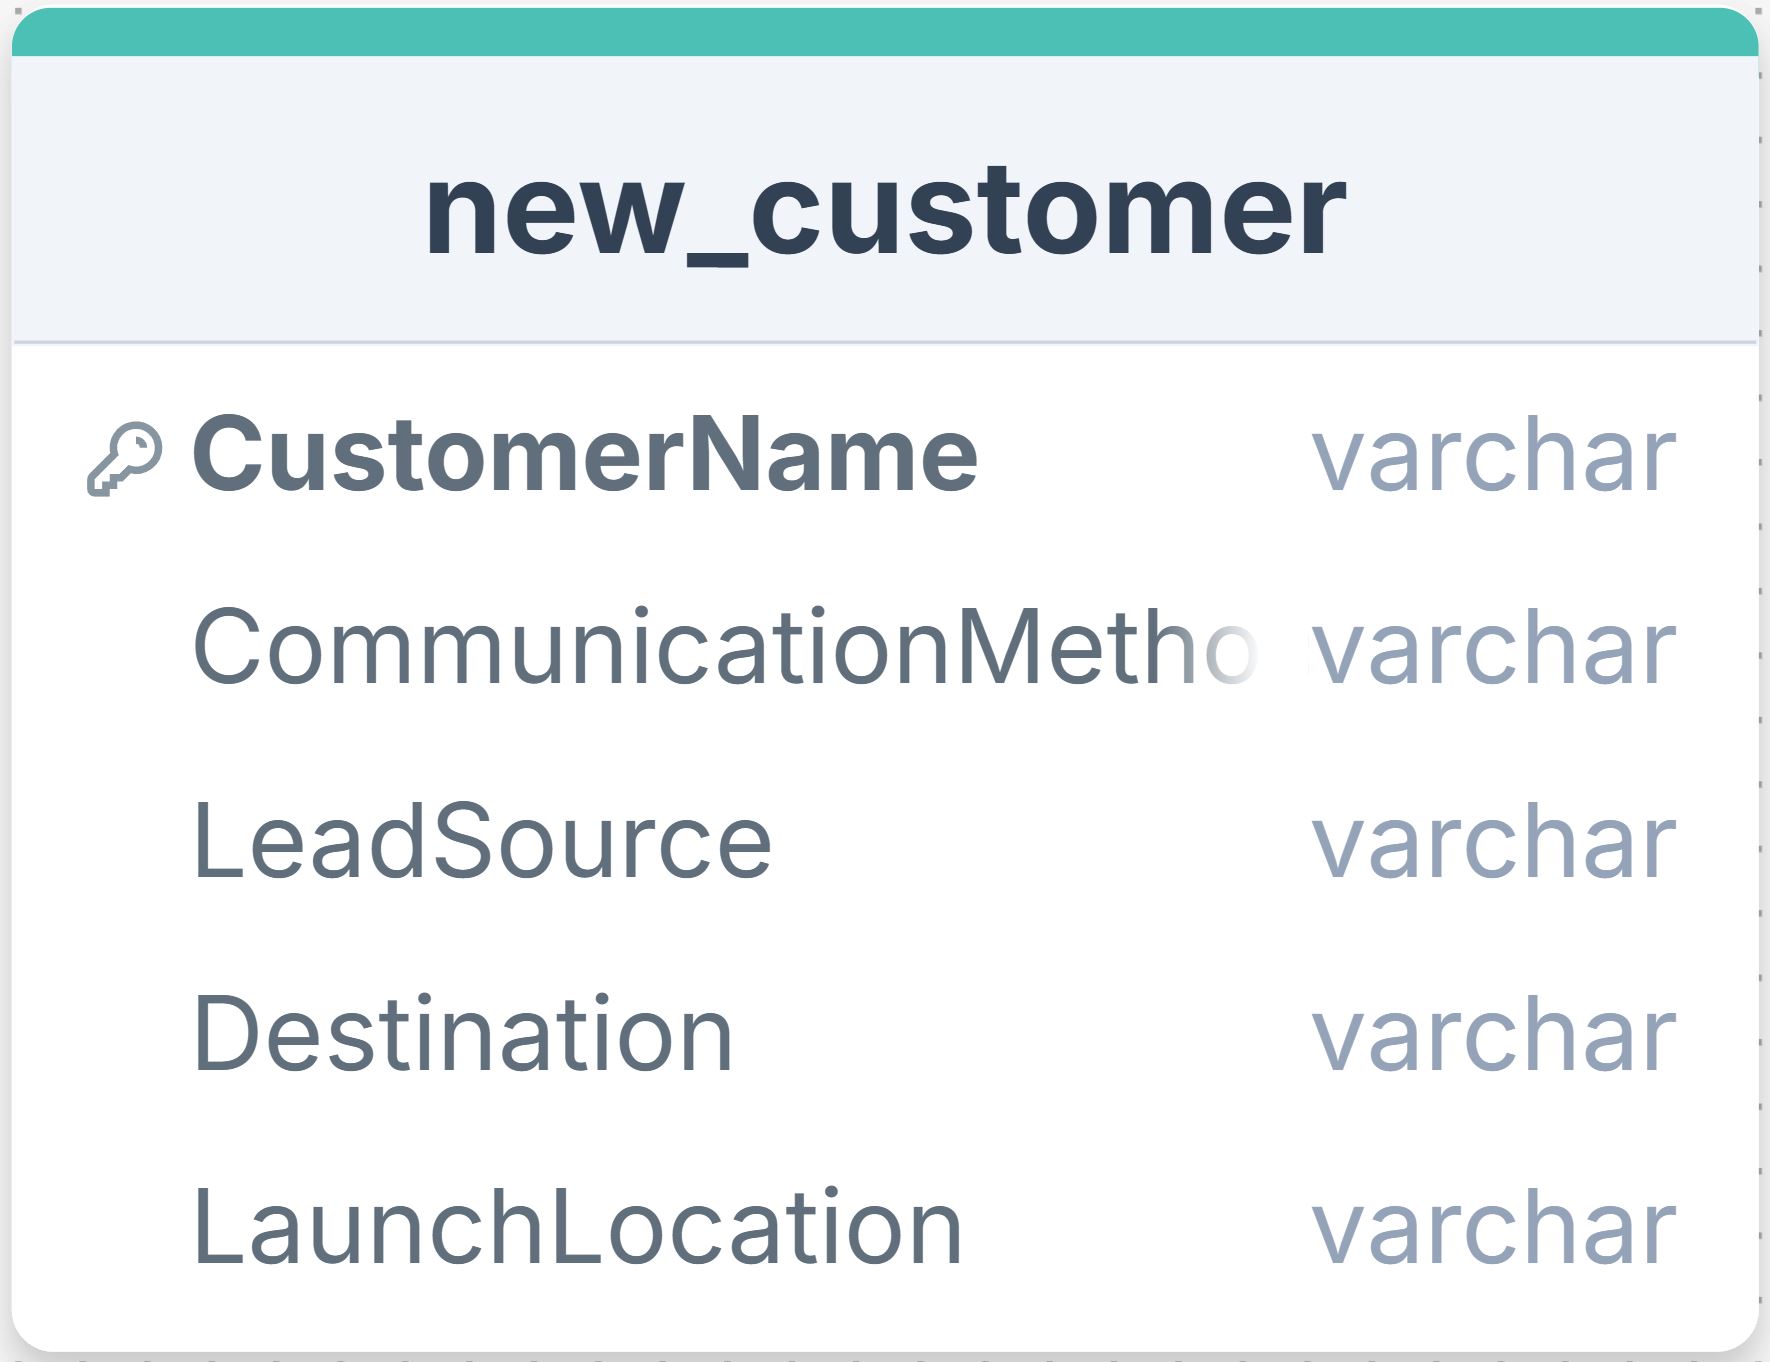 new_customer
CustomerName varchar
CommunicationMetho varchar
LeadSource varchar
Destination varchar
LaunchLocation varchar